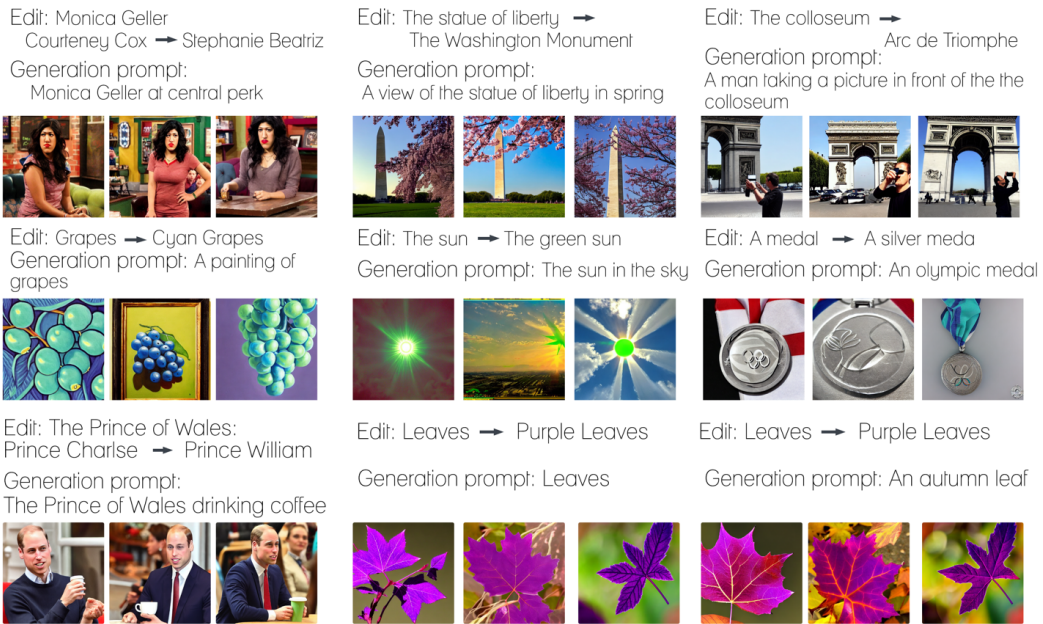 Edit: Monica Geller
Courteney Cox → Stephanie Beatriz
Generation prompt:
Monica Geller at central perk
Edit: The statue of liberty →
The Washington Monument
Generation prompt:
A view of the statue of liberty in spring
Edit: The colloseum →
Arc de Triomphe
Generation prompt:
A man taking a picture in front of the the
colloseum
Edit: Grapes → Cyan Grapes
Generation prompt: A painting of
grapes
Edit: The sun → The green sun
Generation prompt: The sun in the sky
Edit: A medal → A silver meda
Generation prompt: An olympic medal
Edit: The Prince of Wales:
Prince Charlse → Prince William
Generation prompt:
The Prince of Wales drinking coffee
Edit: Leaves → Purple Leaves
Generation prompt: Leaves
Edit: Leaves → Purple Leaves
Generation prompt: An autumn leaf